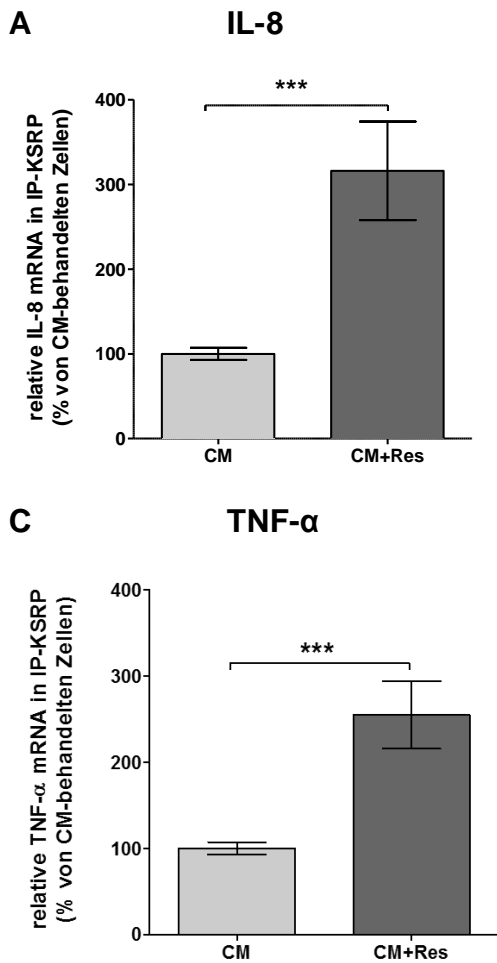 A
IL-8
relative IL-8 mRNA in IP-KSRP
(% von CM-behandelten Zellen)
400
300
200
100
0
***
CM
CM+Res
C
TNF-α
relative TNF-α mRNA in IP-KSRP
(% von CM-behandelten Zellen)
400
300
200
100
0
***
CM
CM+Res